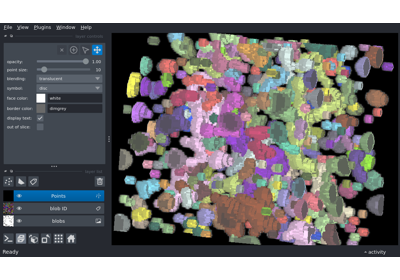 File View Plugins Window Help
opacity: 1.00
point size: 10
blending: translucent
symbol: disc
face color: white
border color: dimgrey
display text: ✓
out of slice:
Points
blob ID
blobs
Ready
activity